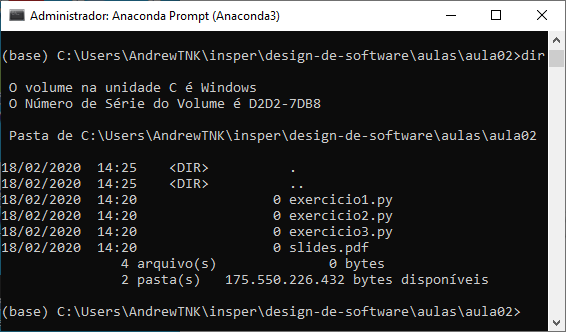 Administrador: Anaconda Prompt (Anaconda3)
(base) C:\Users\AndrewTNK\insper\design-de-software\aulas\aula02>dir
O volume na unidade C é Windows
O Número de Série do Volume é D2D2-7DB8
Pasta de C:\Users\AndrewTNK\insper\design-de-software\aulas\aula02
18/02/2020  14:25    <DIR>          .
18/02/2020  14:25    <DIR>          ..
18/02/2020  14:20                 0 exercicio1.py
18/02/2020  14:20                 0 exercicio2.py
18/02/2020  14:20                 0 exercicio3.py
18/02/2020  14:20                 0 slides.pdf
4 arquivo(s)              0 bytes
2 pasta(s)   175.550.226.432 bytes disponíveis
(base) C:\Users\AndrewTNK\insper\design-de-software\aulas\aula02>